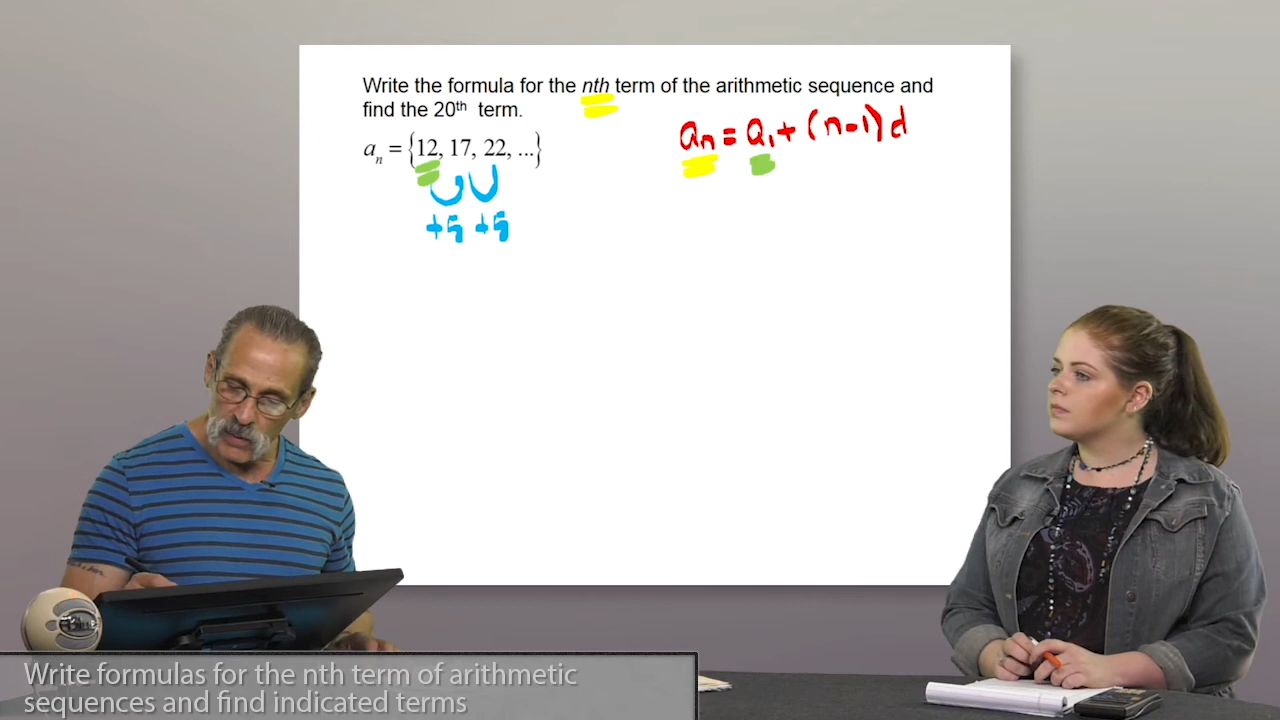 Write the formula for the nth term of the arithmetic sequence and
find the 20th term.
aₙ = {12, 17, 22, ...}
aₙ = a₁ + (n-1)d
+5 +5
Blue
Write formulas for the nth term of arithmetic
sequences and find indicated terms